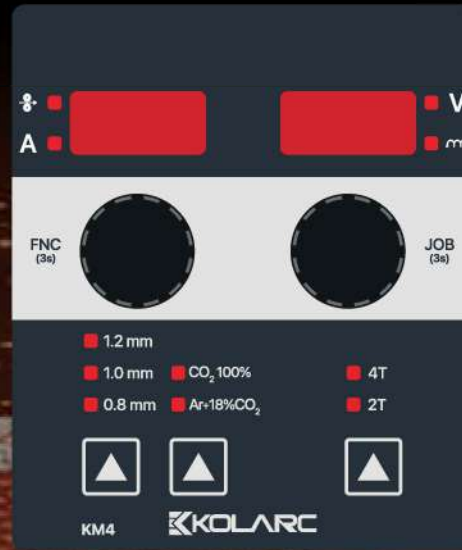 V
A
FNC
(3s)
JOB
(3s)
1.2 mm
1.0 mm
CO₂ 100%
4T
0.8 mm
Ar+18%CO₂
2T
KM4
KOLARC